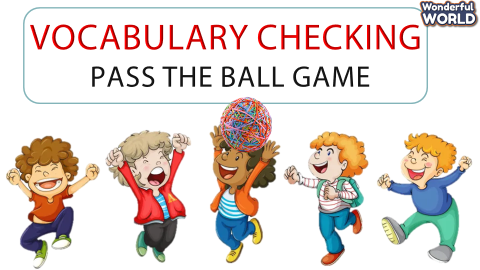 Wonderful
WORLD
VOCABULARY CHECKING
PASS THE BALL GAME